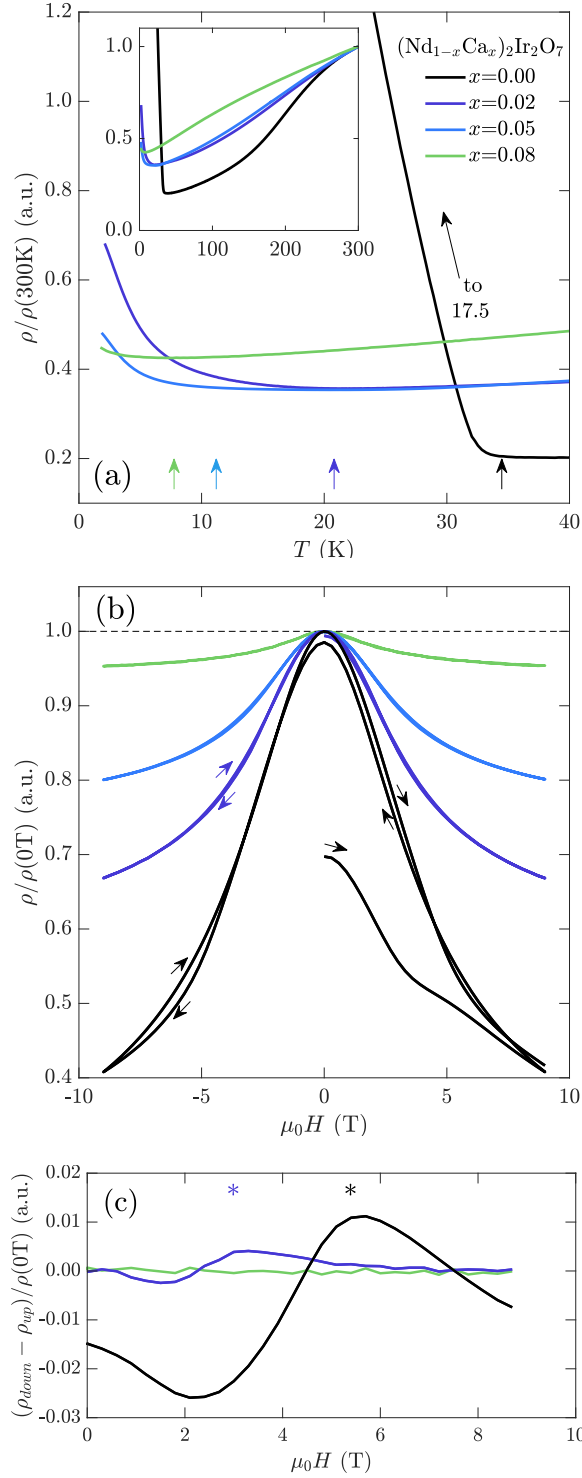 1.2
1.0
0.8
0.6
0.4
0.2
ρ/ρ(300K) (a.u.)
1.0
0.5
0.0
0 100 200 300
(Nd₁₋ₓCaₓ)₂Ir₂O₇
x=0.00
x=0.02
x=0.05
x=0.08
to
17.5
(a)
0 10 20 30 40
T (K)
(b)
1.0
0.9
0.8
0.7
0.6
0.5
0.4
ρ/ρ(0T) (a.u.)
-10 -5 0 5 10
μ₀H (T)
(c)
* *
0.02
0.01
0.00
-0.01
-0.02
-0.03
(ρdown − ρup)/ρ(0T) (a.u.)
0 2 4 6 8 10
μ₀H (T)